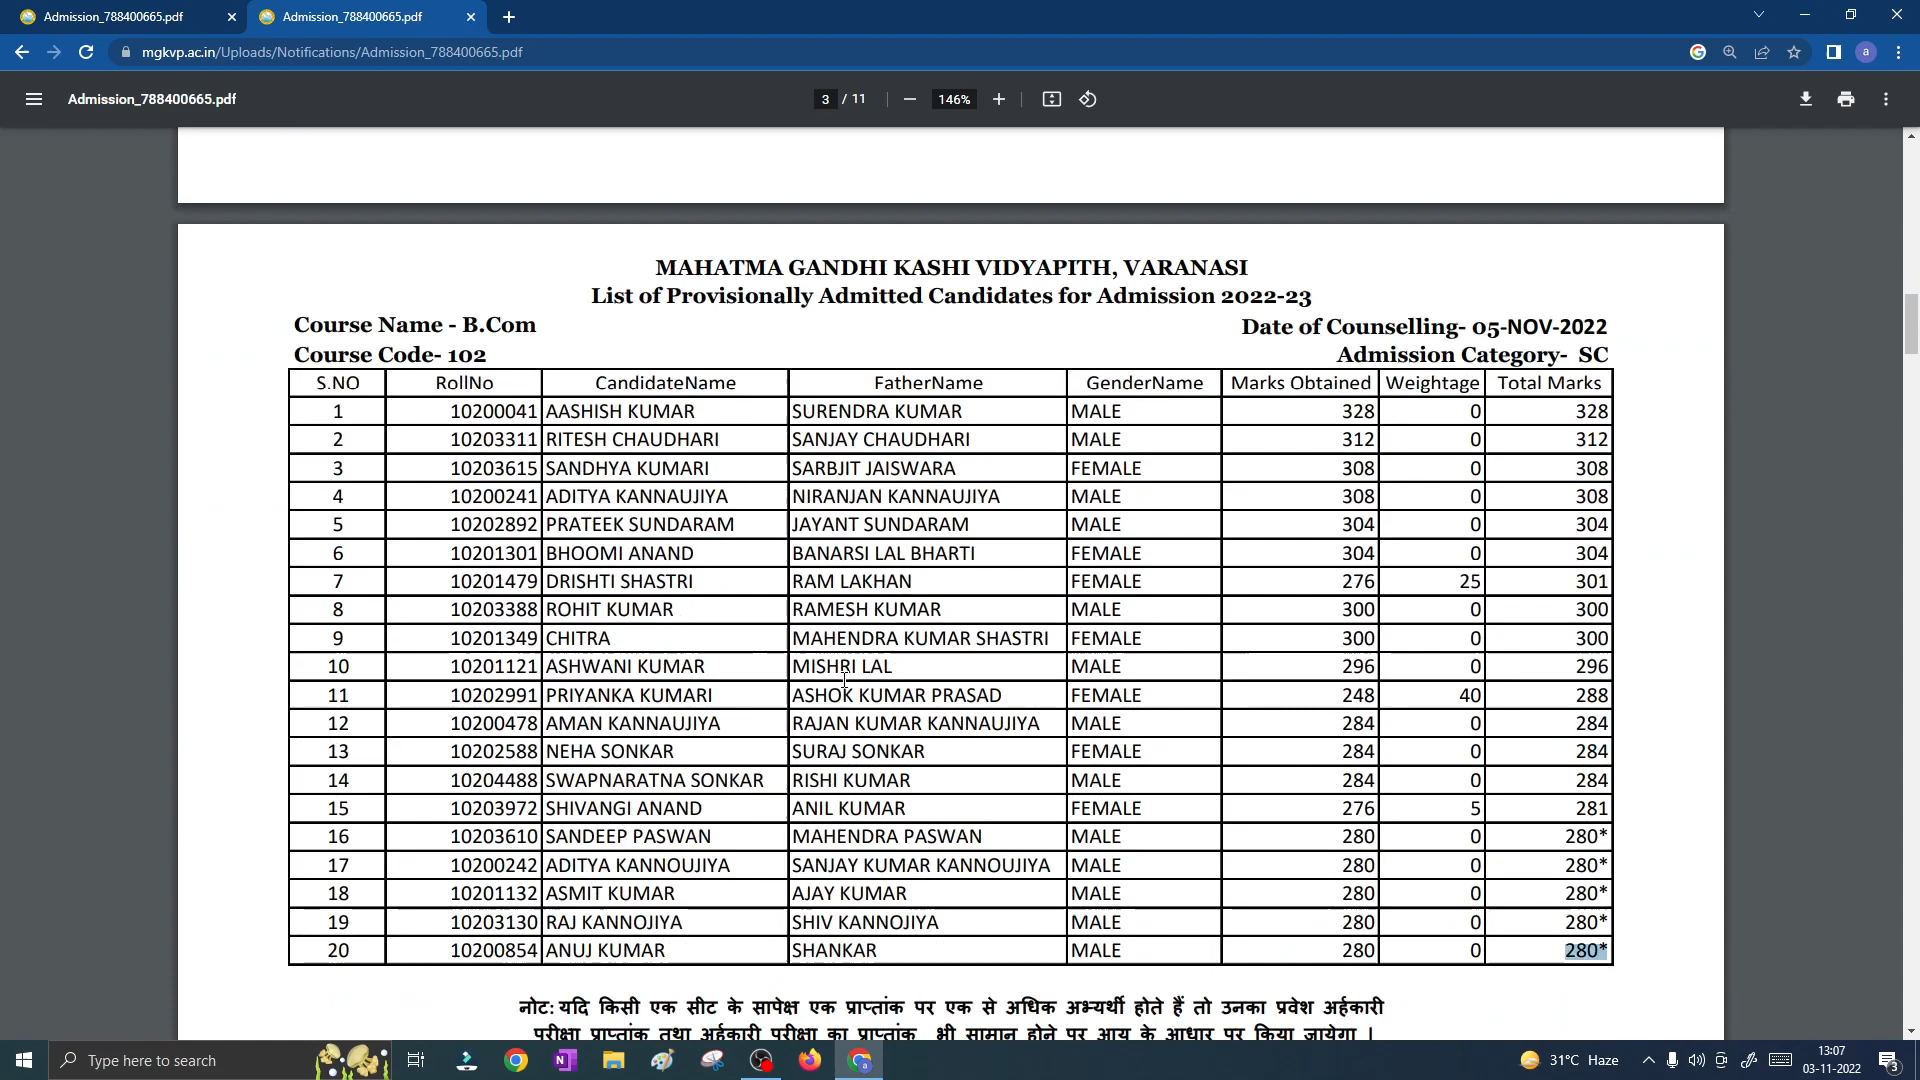 Admission_788400665.pdf
Admission_788400665.pdf
mgkvp.ac.in/Uploads/Notifications/Admission_788400665.pdf
a
Admission_788400665.pdf
3 / 11
146%
MAHATMA GANDHI KASHI VIDYAPITH, VARANASI
List of Provisionally Admitted Candidates for Admission 2022-23
Course Name - B.Com Date of Counselling- 05-NOV-2022
Course Code- 102 Admission Category- SC
S.NO RollNo CandidateName FatherName GenderName Marks Obtained Weightage Total Marks
1 10200041 AASHISH KUMAR SURENDRA KUMAR MALE 328 0 328
2 10203311 RITESH CHAUDHARI SANJAY CHAUDHARI MALE 312 0 312
3 10203615 SANDHYA KUMARI SARBJIT JAISWARA FEMALE 308 0 308
4 10200241 ADITYA KANNAUJIYA NIRANJAN KANNAUJIYA MALE 308 0 308
5 10202892 PRATEEK SUNDARAM JAYANT SUNDARAM MALE 304 0 304
6 10201301 BHOOMI ANAND BANARSI LAL BHARTI FEMALE 304 0 304
7 10201479 DRISHTI SHASTRI RAM LAKHAN FEMALE 276 25 301
8 10203388 ROHIT KUMAR RAMESH KUMAR MALE 300 0 300
9 10201349 CHITRA MAHENDRA KUMAR SHASTRI FEMALE 300 0 300
10 10201121 ASHWANI KUMAR MISHRI LAL MALE 296 0 296
11 10202991 PRIYANKA KUMARI ASHOK KUMAR PRASAD FEMALE 248 40 288
12 10200478 AMAN KANNAUJIYA RAJAN KUMAR KANNAUJIYA MALE 284 0 284
13 10202588 NEHA SONKAR SURAJ SONKAR FEMALE 284 0 284
14 10204488 SWAPNARATNA SONKAR RISHI KUMAR MALE 284 0 284
15 10203972 SHIVANGI ANAND ANIL KUMAR FEMALE 276 5 281
16 10203610 SANDEEP PASWAN MAHENDRA PASWAN MALE 280 0 280*
17 10200242 ADITYA KANNOUJIYA SANJAY KUMAR KANNOUJIYA MALE 280 0 280*
18 10201132 ASMIT KUMAR AJAY KUMAR MALE 280 0 280*
19 10203130 RAJ KANNOJIYA SHIV KANNOJIYA MALE 280 0 280*
20 10200854 ANUJ KUMAR SHANKAR MALE 280 0 280*
नोट: यदि किसी एक सीट के सापेक्ष एक प्राप्तांक पर एक से अधिक अभ्यर्थी होते हैं तो उनका प्रवेश अर्हकारी
परीक्षा प्राप्तांक तथा अर्हकारी परीक्षा का प्राप्तांक भी सामान होने पर आयु के आधार पर किया जायेगा ।
Type here to search
31°C Haze
13:07
03-11-2022
3